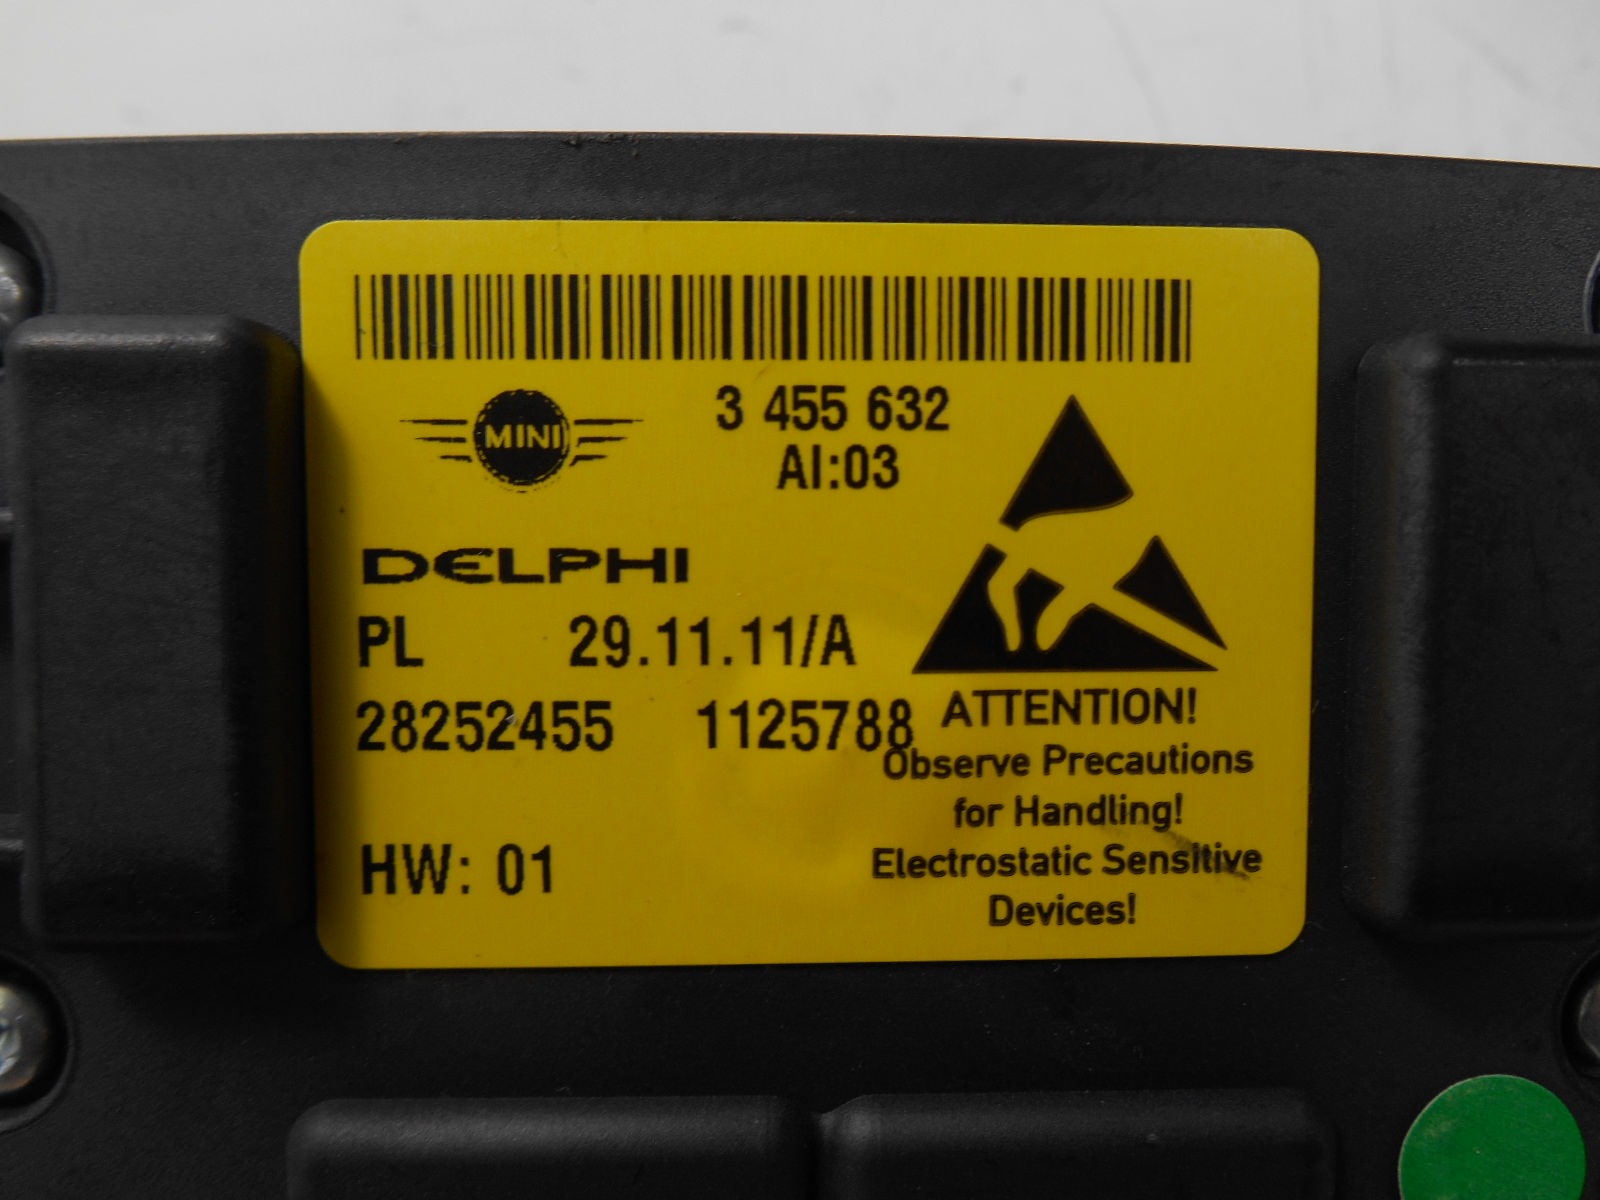 3 455 632
MINI
AI:03
DELPHI
PL 29.11.11/A
28252455 1125788
ATTENTION!
Observe Precautions
for Handling!
Electrostatic Sensitive
Devices!
HW: 01